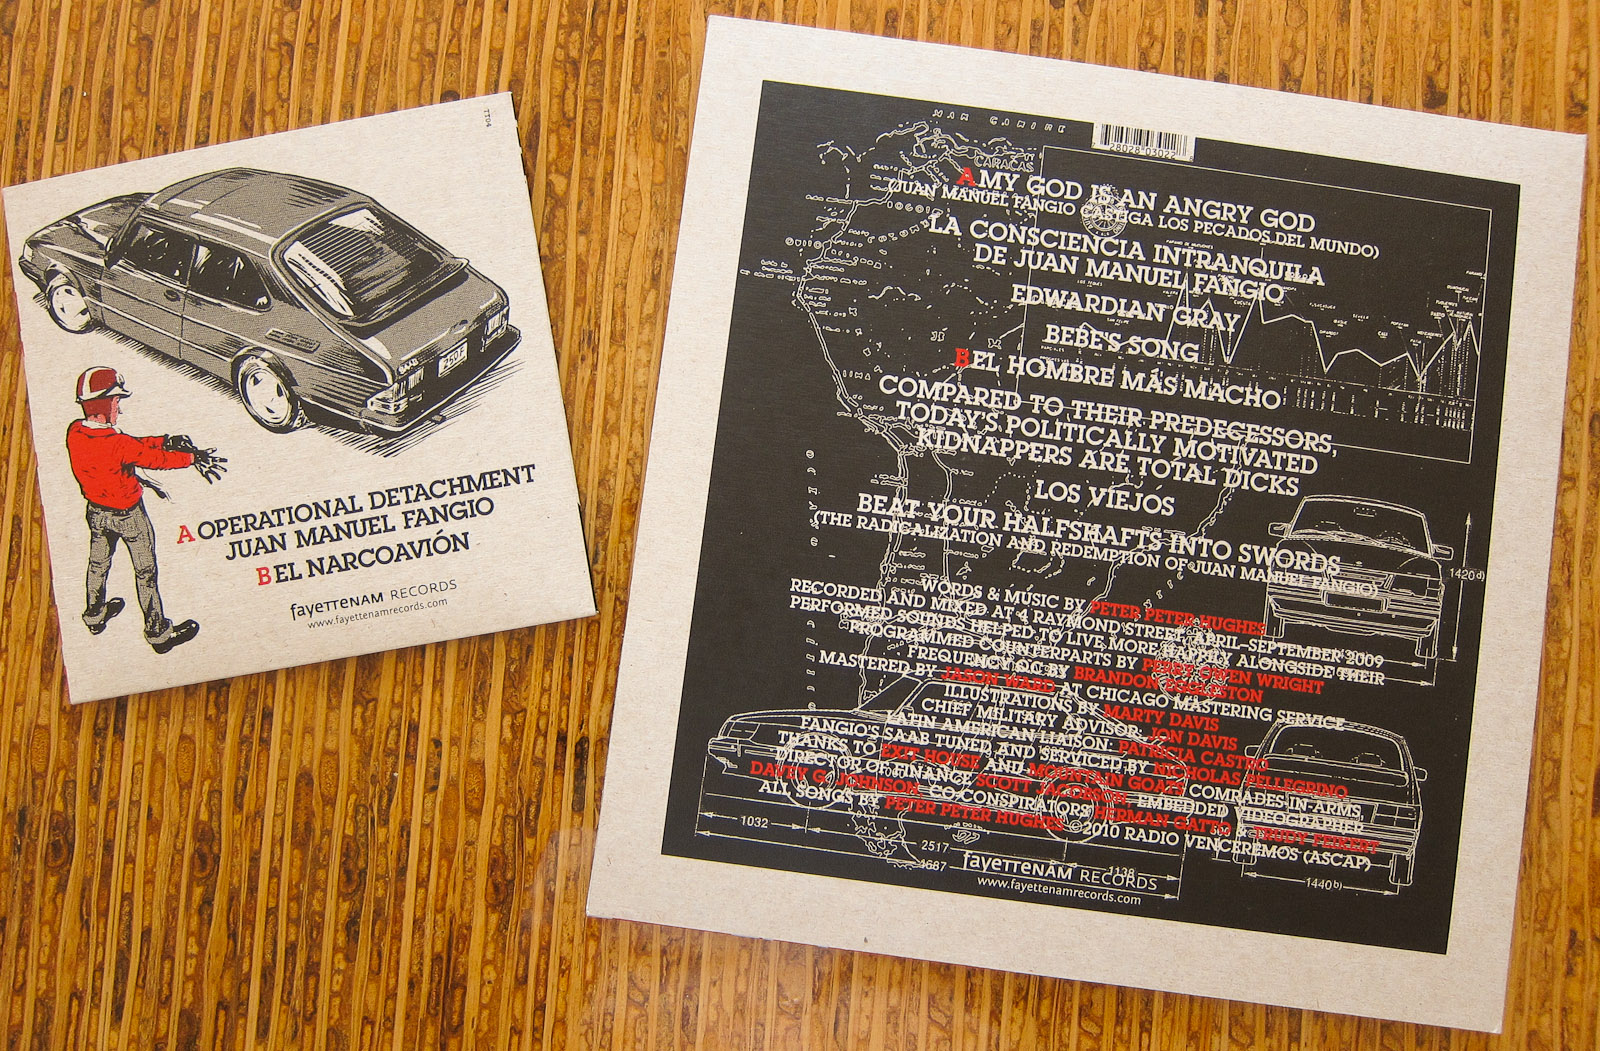 TT04
SAAB
A OPERATIONAL DETACHMENT
JUAN MANUEL FANGIO
B EL NARCOAVIÓN
fayetteNAM RECORDS
www.fayettenamrecords.com
28028 03022
CARACAS
A MY GOD IS AN ANGRY GOD
(JUAN MANUEL FANGIO CASTIGA LOS PECADOS DEL MUNDO)
LA CONSCIENCIA INTRANQUILA
DE JUAN MANUEL FANGIO
EDWARDIAN GRAY
BEBE'S SONG
B EL HOMBRE MÁS MACHO
COMPARED TO THEIR PREDECESSORS,
TODAY'S POLITICALLY MOTIVATED
KIDNAPPERS ARE TOTAL DICKS
LOS VIEJOS
BEAT YOUR HALFSHAFTS INTO SWORDS
(THE RADICALIZATION AND REDEMPTION OF JUAN MANUEL FANGIO)
WORDS & MUSIC BY PETER PETER HUGHES
RECORDED AND MIXED AT 4 RAYMOND STREET, APRIL–SEPTEMBER 2009
PERFORMED SOUNDS HELPED TO LIVE MORE HAPPILY ALONGSIDE THEIR
PROGRAMMED COUNTERPARTS BY PERRY OWEN WRIGHT
FREQUENCY QC BY BRANDON EGGLESTON
MASTERED BY JASON WARD AT CHICAGO MASTERING SERVICE
ILLUSTRATIONS BY MARTY DAVIS
CHIEF MILITARY ADVISOR: JON DAVIS
LATIN AMERICAN LIAISON: PATRICIA CASTRO
FANGIO'S SAAB TUNED AND SERVICED BY NICHOLAS PELLEGRINO
THANKS TO EXIT HOUSE AND MOUNTAIN GOATS COMRADES-IN-ARMS,
DIRECTOR OF FINANCE SCOTT JACOBSON, EMBEDDED VIDEOGRAPHER
DAVEY G. JOHNSON, CO-CONSPIRATORS HERMAN GATTO & TRUDY FEIKERT
ALL SONGS BY PETER PETER HUGHES ©2010 RADIO VENCEREMOS (ASCAP)
fayetteNAM RECORDS
www.fayettenamrecords.com
1420 d)
1032
2517
1138
4687
1440 b)